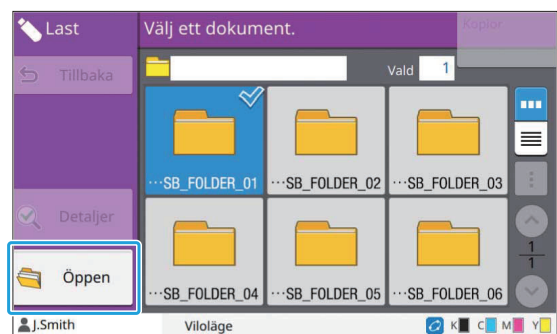 Last
Välj ett dokument.
Kopior
Tillbaka
Vald 1
···SB_FOLDER_01 ···SB_FOLDER_02 ···SB_FOLDER_03
Detaljer
1
1
Öppen
···SB_FOLDER_04 ···SB_FOLDER_05 ···SB_FOLDER_06
J.Smith
Viloläge
K C M Y